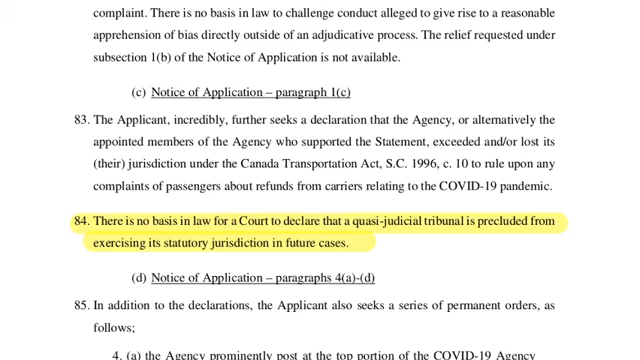 complaint. There is no basis in law to challenge conduct alleged to give rise to a reasonable
apprehension of bias directly outside of an adjudicative process. The relief requested under
subsection 1(b) of the Notice of Application is not available.
(c) Notice of Application – paragraph 1(c)
83. The Applicant, incredibly, further seeks a declaration that the Agency, or alternatively the
appointed members of the Agency who supported the Statement, exceeded and/or lost its
(their) jurisdiction under the Canada Transportation Act, S.C. 1996, c. 10 to rule upon any
complaints of passengers about refunds from carriers relating to the COVID-19 pandemic.
84. There is no basis in law for a Court to declare that a quasi-judicial tribunal is precluded from
exercising its statutory jurisdiction in future cases.
(d) Notice of Application – paragraphs 4(a)-(d)
85. In addition to the declarations, the Applicant also seeks a series of permanent orders, as
follows;
4. (a) the Agency prominently post at the top portion of the COVID-19 Agency